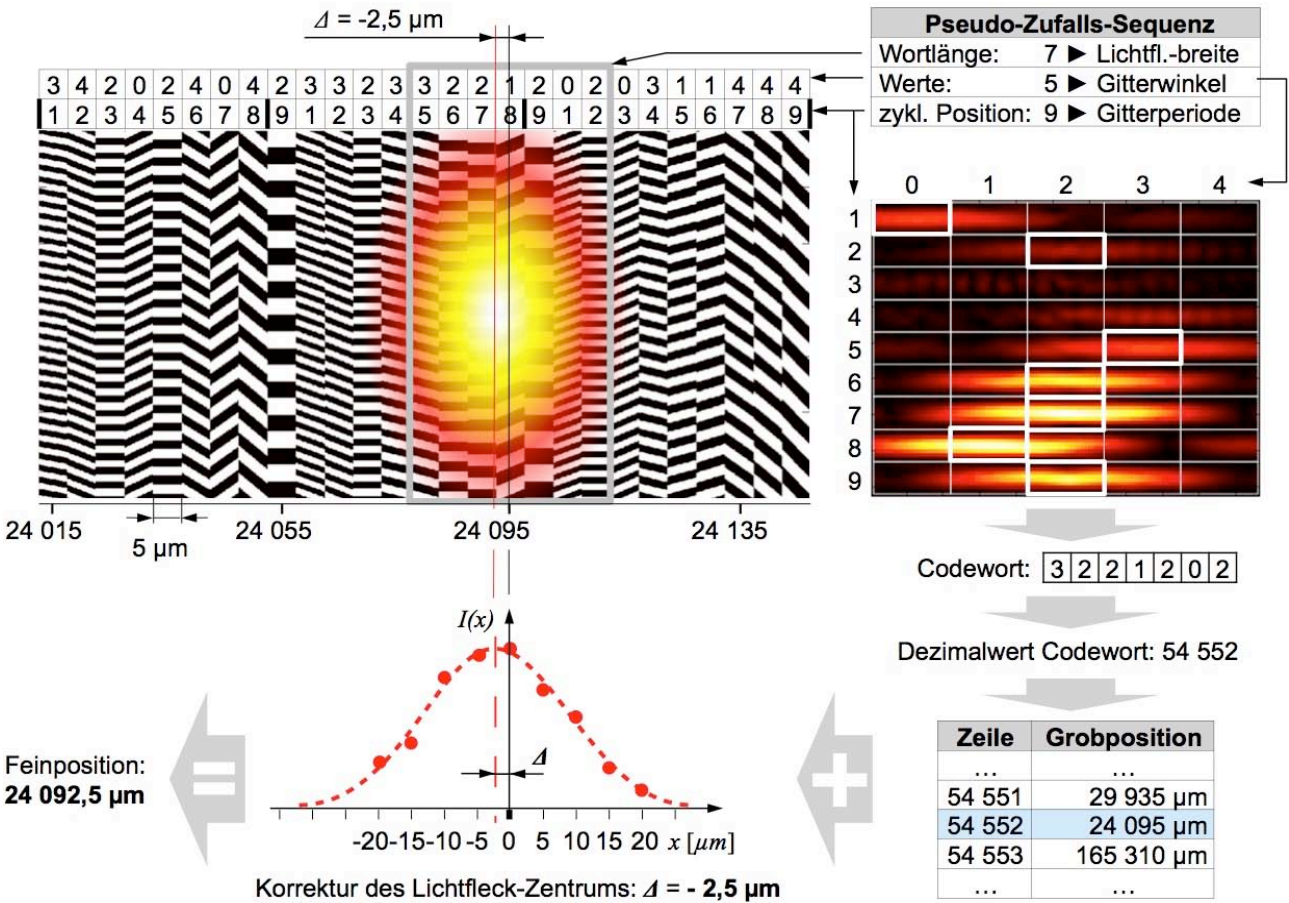 Δ = -2,5 µm
3 4 2 0 2 4 0 4 2 3 3 2 3 3 2 2 1 2 0 2 0 3 1 1 4 4 4
1 2 3 4 5 6 7 8 9 1 2 3 4 5 6 7 8 9 1 2 3 4 5 6 7 8 9
24 015
24 055
24 095
24 135
5 µm
Pseudo-Zufalls-Sequenz
Wortlänge: 7 ► Lichtfl.-breite
Werte: 5 ► Gitterwinkel
zykl. Position: 9 ► Gitterperiode
0 1 2 3 4
1
2
3
4
5
6
7
8
9
Codewort: 3 2 2 1 2 0 2
Dezimalwert Codewort: 54 552
Zeile Grobposition
... ...
54 551 29 935 µm
54 552 24 095 µm
54 553 165 310 µm
... ...
+
I(x)
Δ
-20 -15 -10 -5 0 5 10 15 20 x [µm]
Korrektur des Lichtfleck-Zentrums: Δ = - 2,5 µm
=
Feinposition:
24 092,5 µm